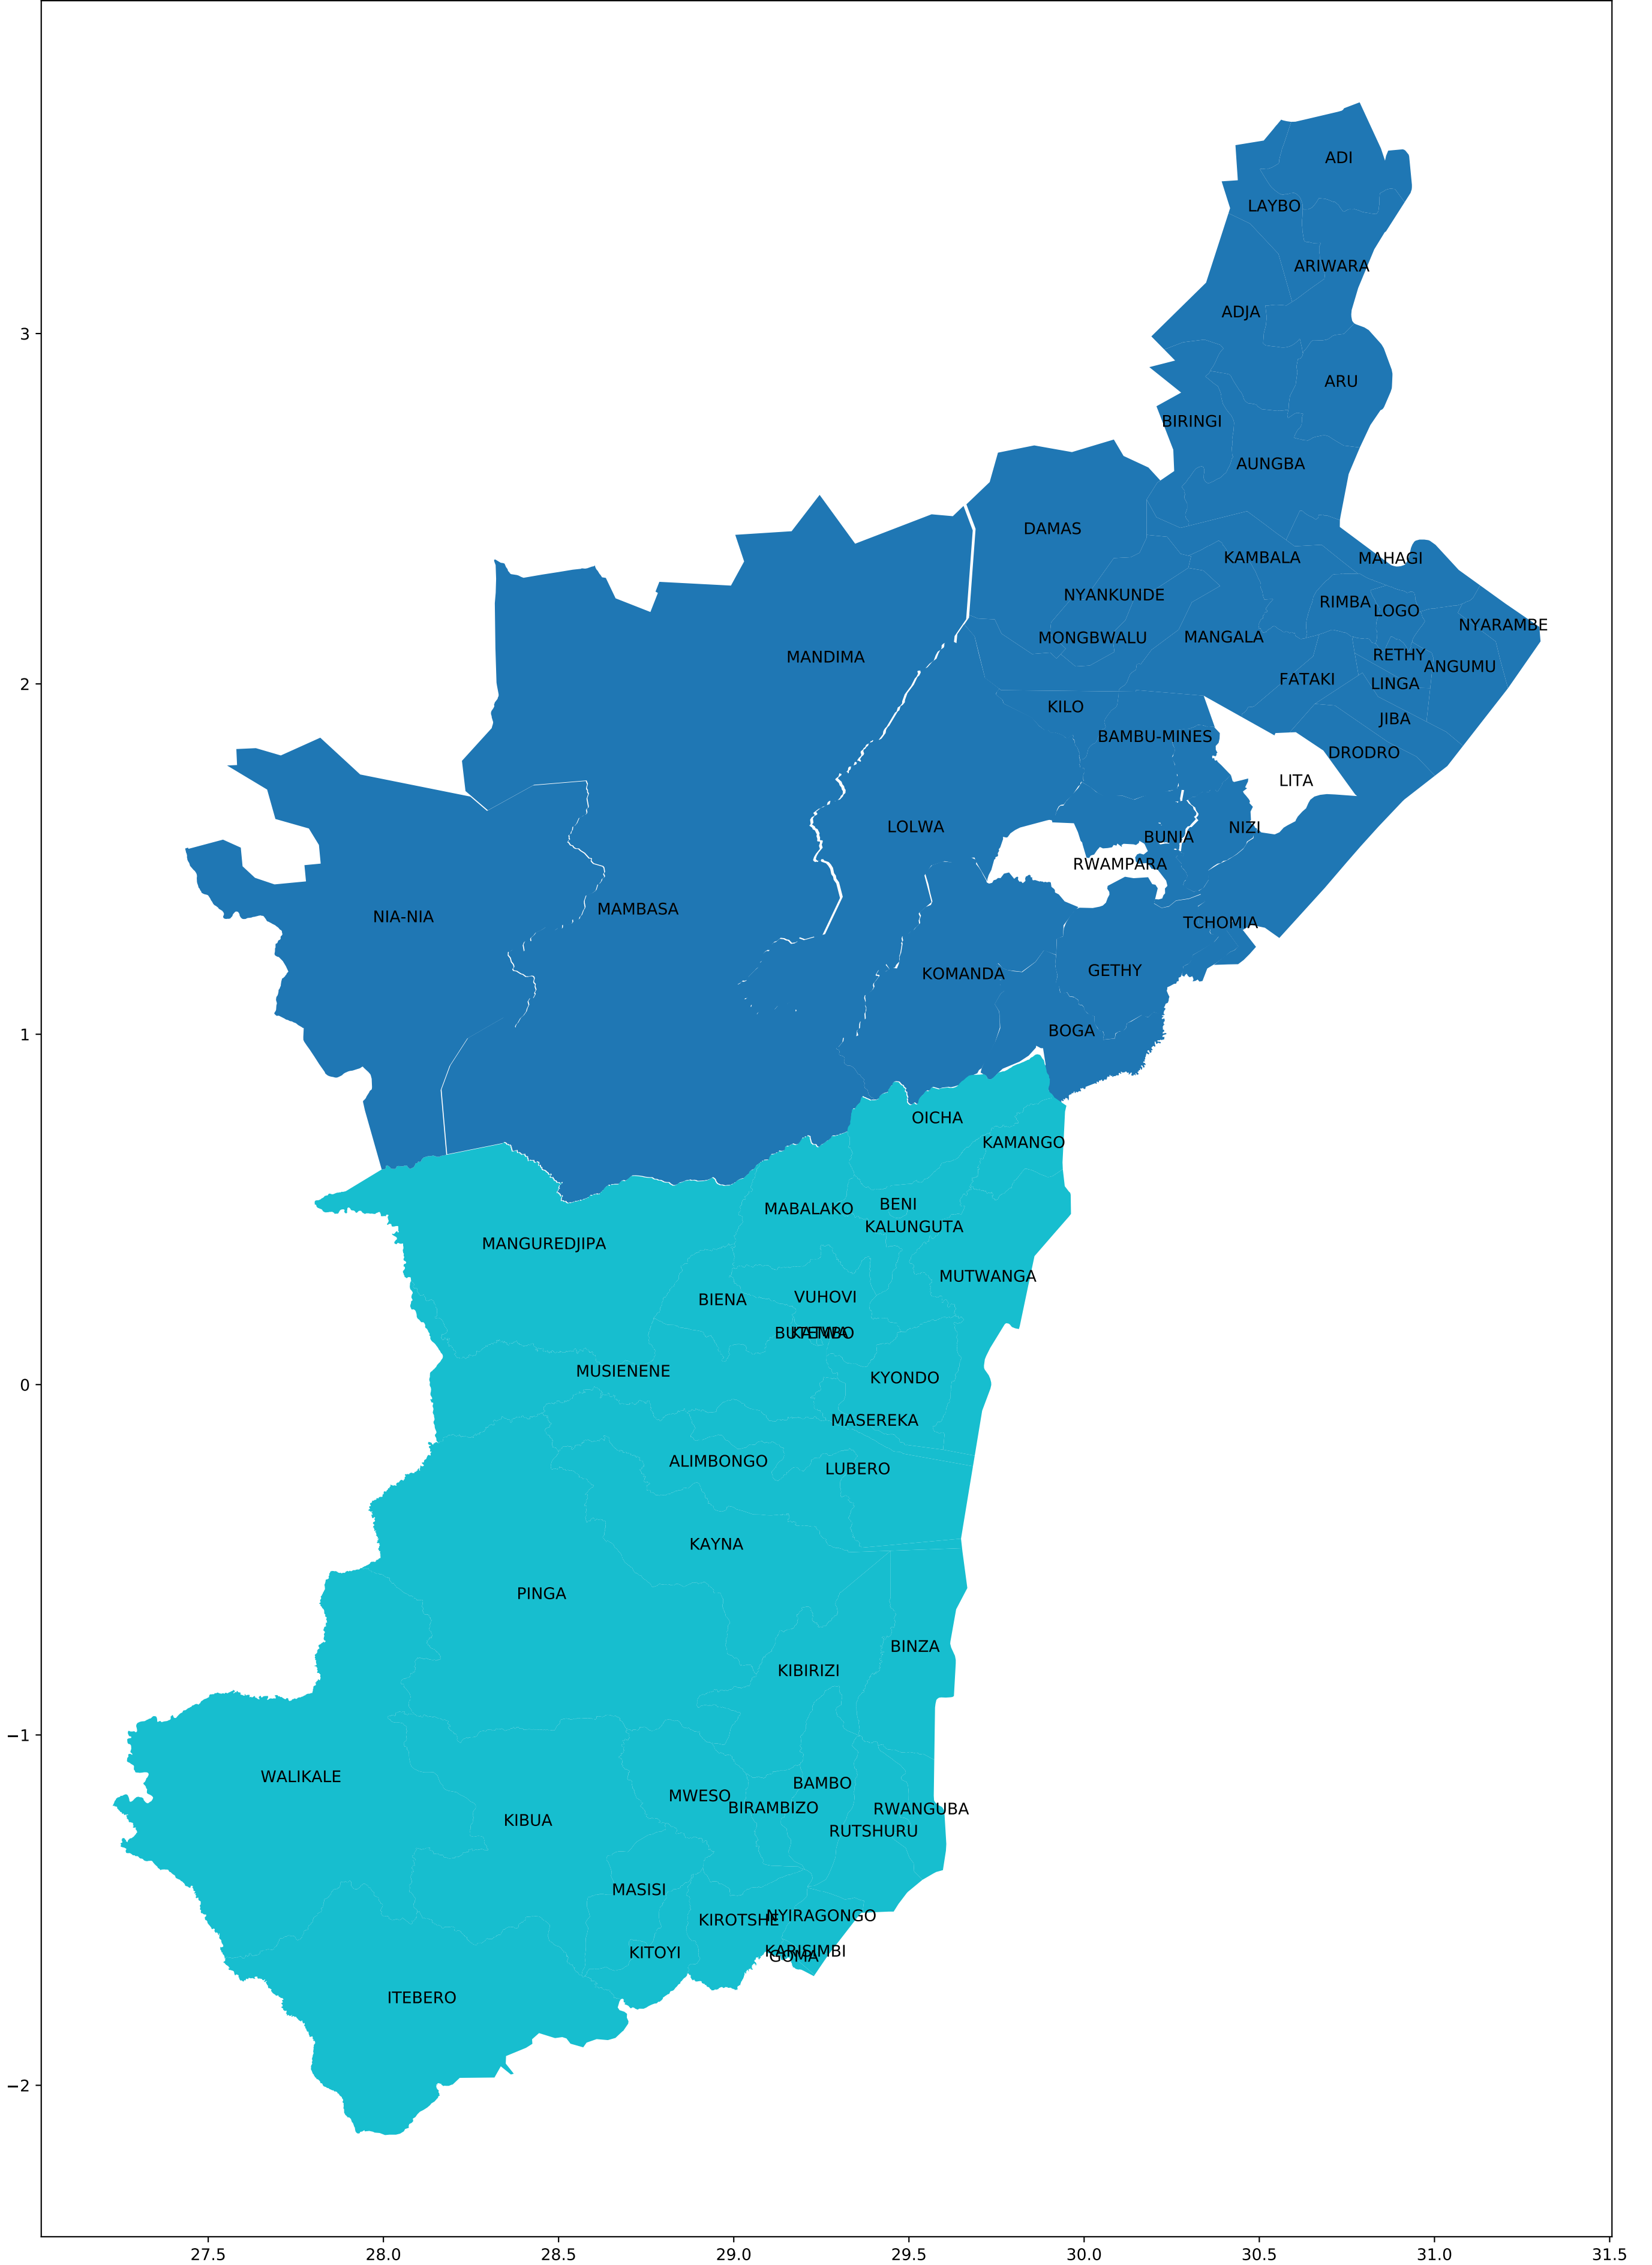 ADI
LAYBO
ARIWARA
ADJA
3
ARU
BIRINGI
AUNGBA
DAMAS
KAMBALA
MAHAGI
NYANKUNDE
RIMBA
LOGO
NYARAMBE
MONGBWALU
MANGALA
MANDIMA
RETHY
ANGUMU
FATAKI
LINGA
2
KILO
JIBA
BAMBU-MINES
DRODRO
LITA
LOLWA
NIZI
BUNIA
RWAMPARA
MAMBASA
NIA-NIA
TCHOMIA
KOMANDA
GETHY
BOGA
1
OICHA
KAMANGO
BENI
MABALAKO
KALUNGUTA
MANGUREDJIPA
MUTWANGA
VUHOVI
BIENA
BUTEMBO
KATWA
MUSIENENE
KYONDO
0
MASEREKA
ALIMBONGO
LUBERO
KAYNA
PINGA
BINZA
KIBIRIZI
−1
WALIKALE
BAMBO
MWESO
BIRAMBIZO
RWANGUBA
KIBUA
RUTSHURU
MASISI
NYIRAGONGO
KIROTSHE
KARISIMBI
KITOYI
GOMA
ITEBERO
−2
27.5 28.0 28.5 29.0 29.5 30.0 30.5 31.0 31.5